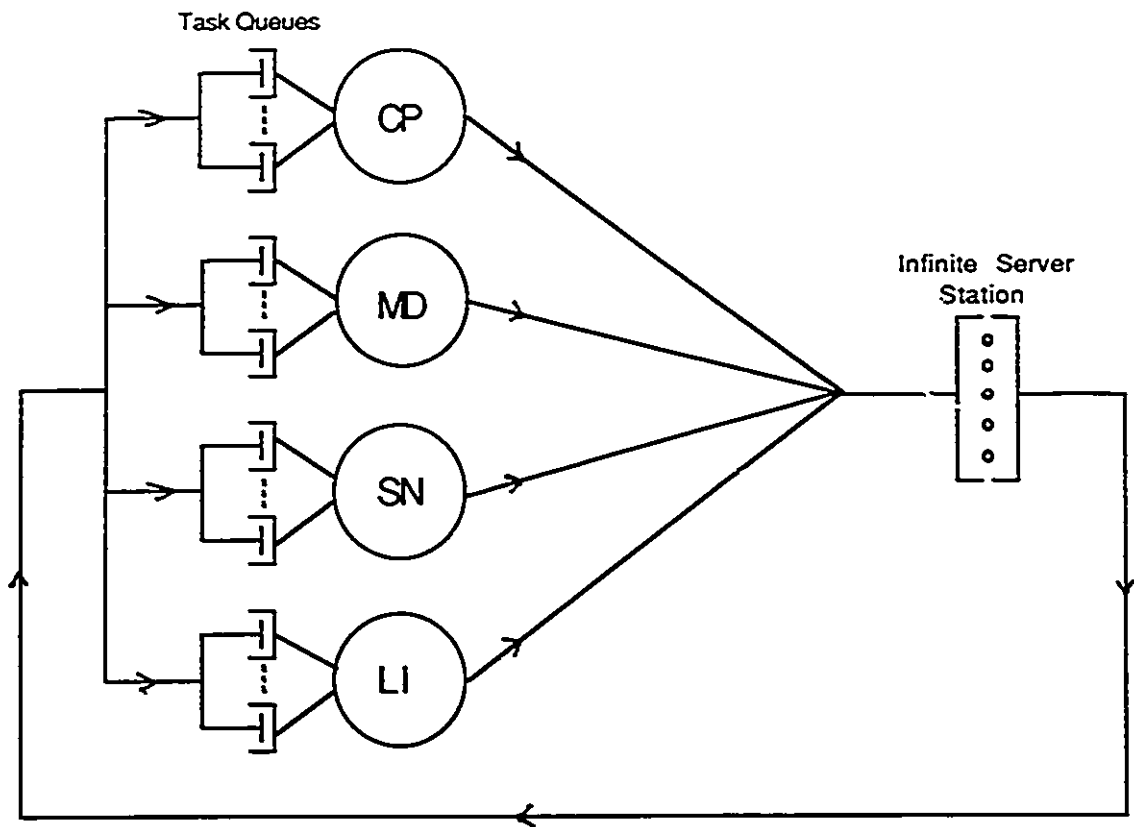 Task Queues
CP
MD
Infinite Server
Station
SN
LI